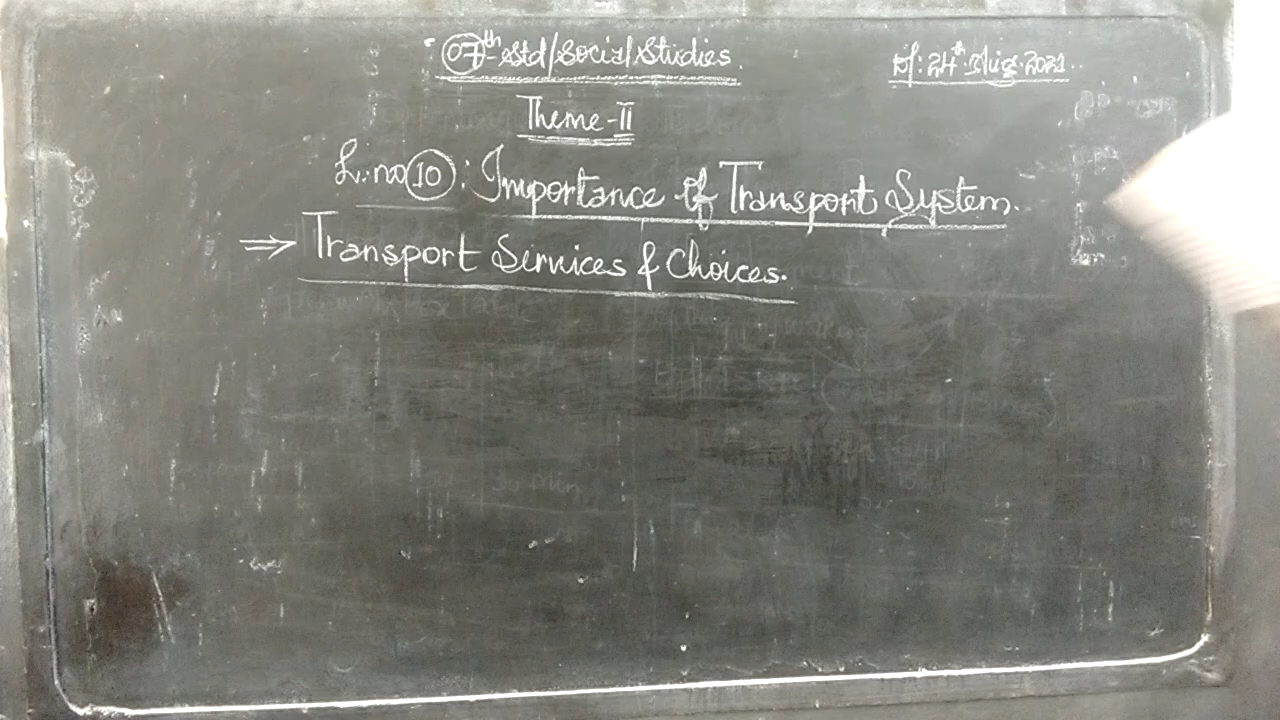 07th Std/Social Studies.
Dt: 24th Aug. 2021..
Theme-II
L.no 10: Importance of Transport System.
⇒ Transport Services & Choices.